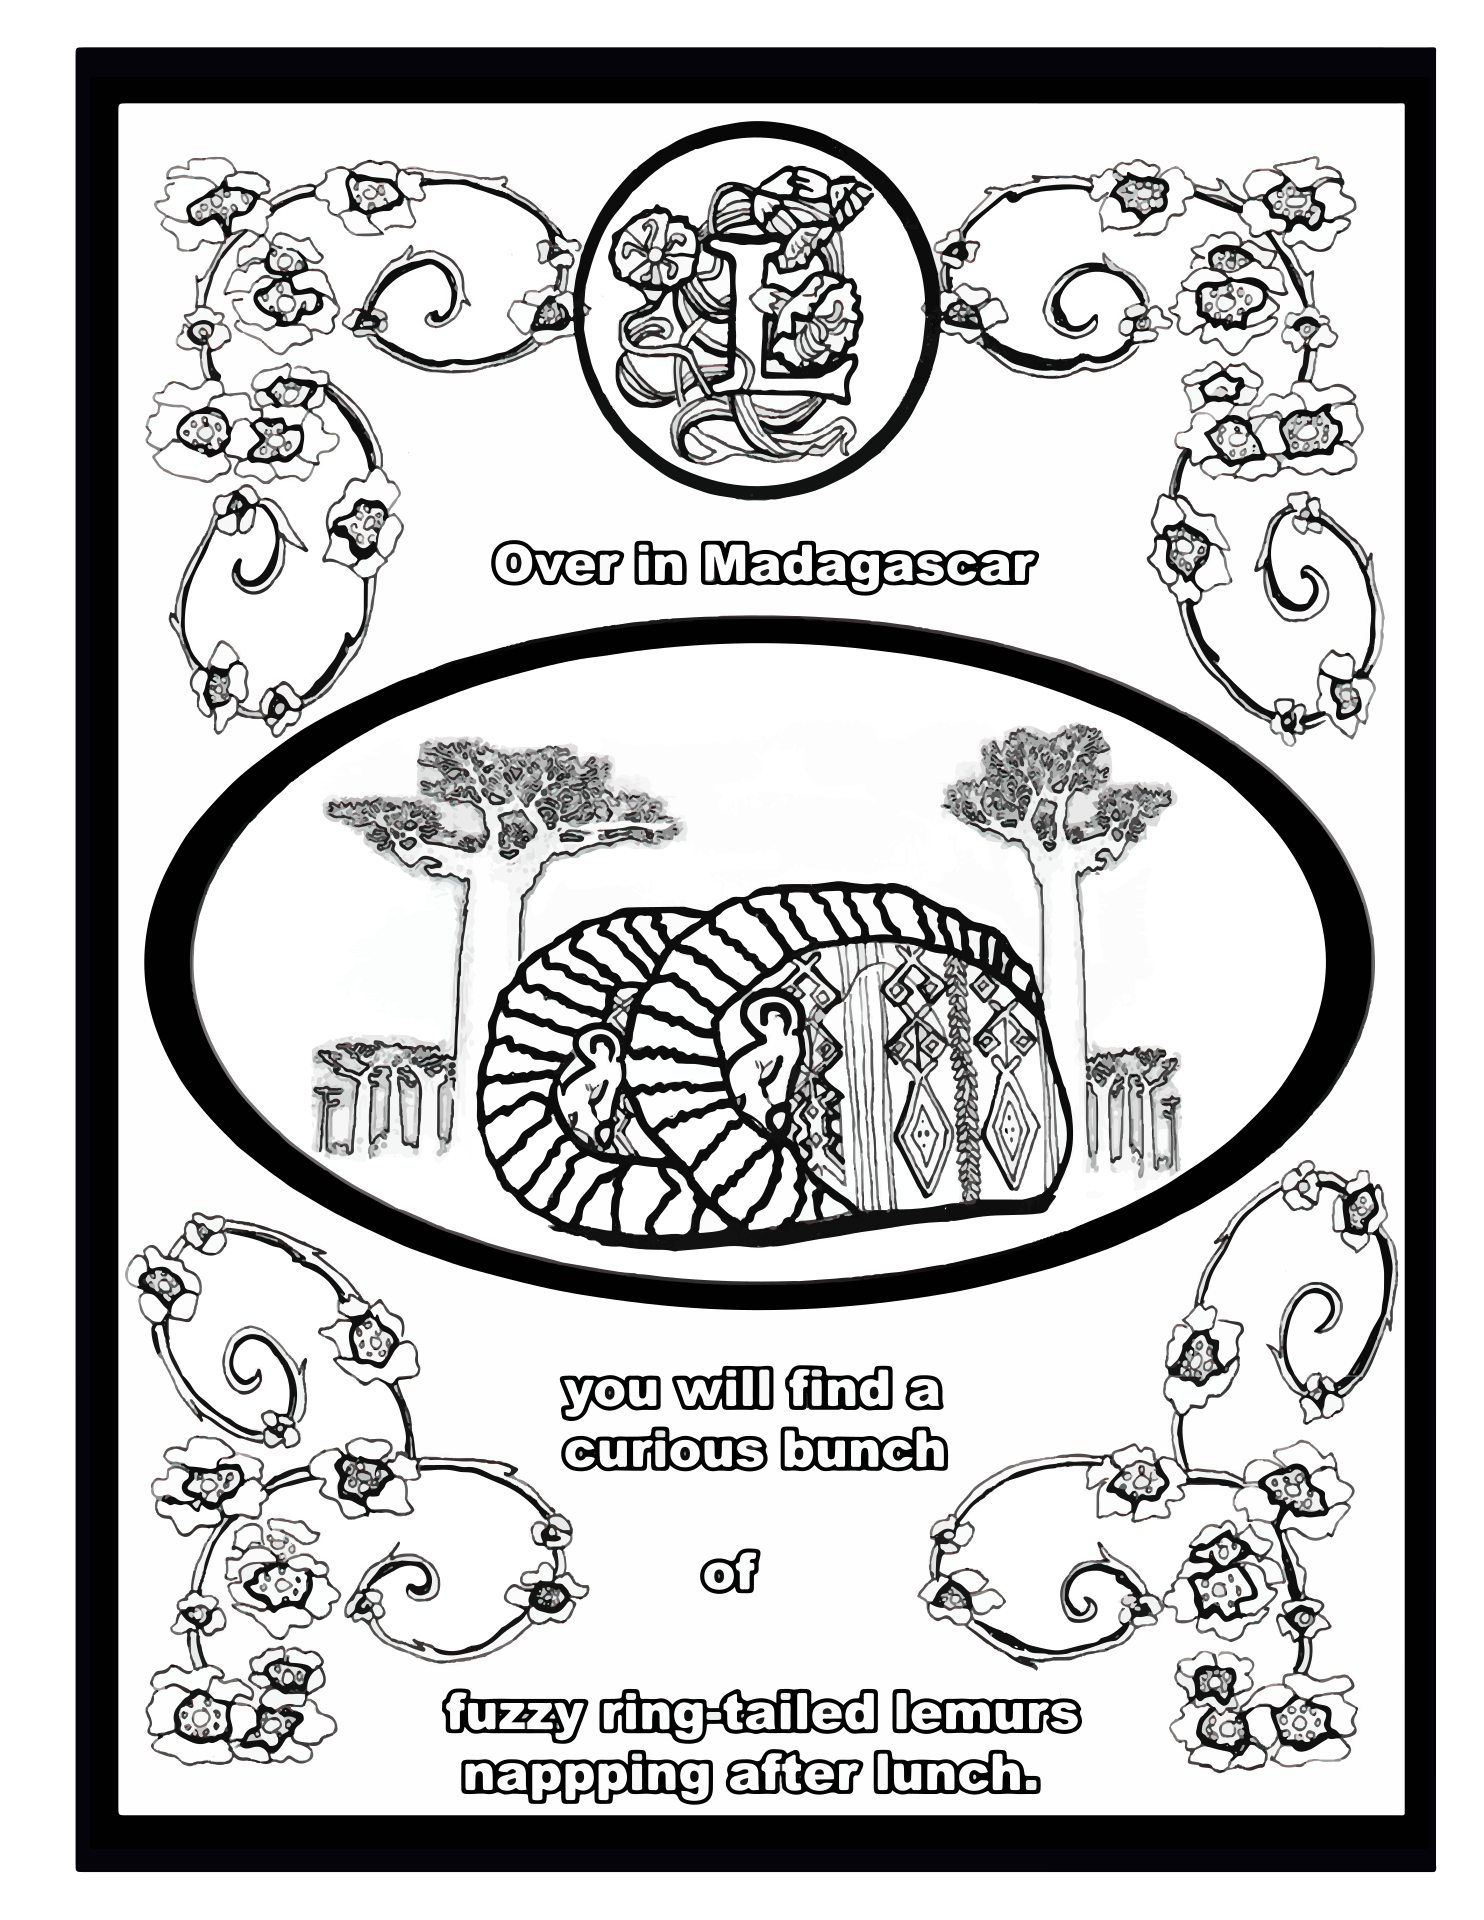 L
Over in Madagascar
you will find a
curious bunch
of
fuzzy ring-tailed lemurs
nappping after lunch.